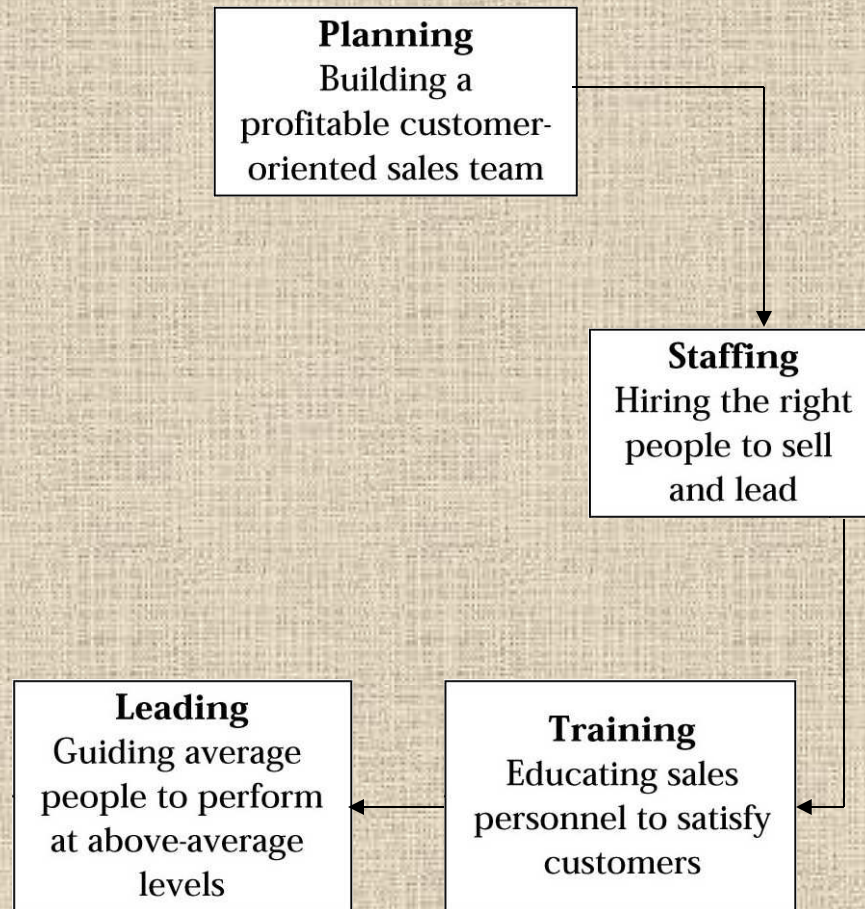 Planning
Building a
profitable customer-
oriented sales team
Staffing
Hiring the right
people to sell
and lead
Training
Educating sales
personnel to satisfy
customers
Leading
Guiding average
people to perform
at above-average
levels